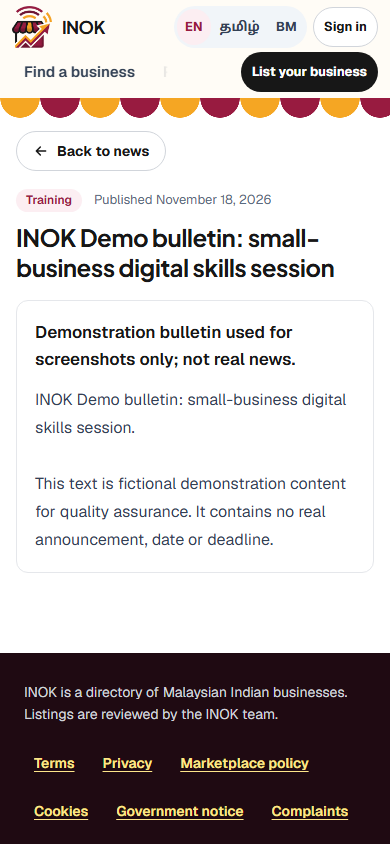 INOK
EN தமிழ் BM
Sign in
Find a business
List your business
← Back to news
Training
Published November 18, 2026
INOK Demo bulletin: small-
business digital skills session
Demonstration bulletin used for
screenshots only; not real news.
INOK Demo bulletin: small-business digital
skills session.
This text is fictional demonstration content
for quality assurance. It contains no real
announcement, date or deadline.
INOK is a directory of Malaysian Indian businesses.
Listings are reviewed by the INOK team.
Terms Privacy Marketplace policy
Cookies Government notice Complaints